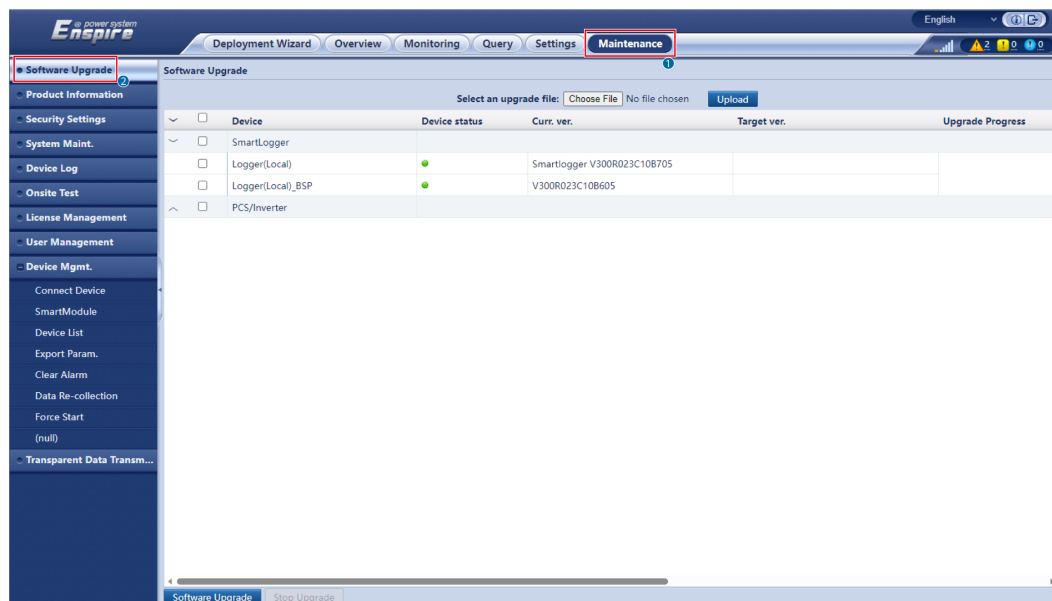 Enspire e power system
English
Deployment Wizard Overview Monitoring Query Settings Maintenance
2 0 0
1
Software Upgrade
2
Product Information
Security Settings
System Maint.
Device Log
Onsite Test
License Management
User Management
Device Mgmt.
Connect Device
SmartModule
Device List
Export Param.
Clear Alarm
Data Re-collection
Force Start
(null)
Transparent Data Transm...
Software Upgrade
Select an upgrade file: Choose File No file chosen Upload
Device Device status Curr. ver. Target ver. Upgrade Progress
SmartLogger
Logger(Local) Smartlogger V300R023C10B705
Logger(Local)_BSP V300R023C10B605
PCS/Inverter
Software Upgrade Stop Upgrade